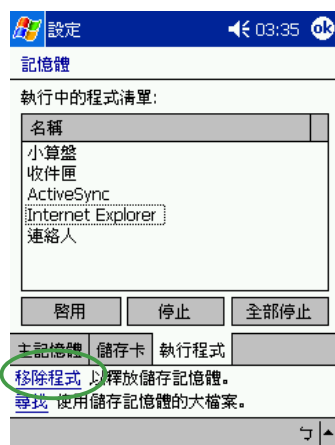 設定 03:35 ok
記憶體
執行中的程式清單:
名稱
小算盤
收件匣
ActiveSync
Internet Explorer
連絡人
啟用 停止 全部停止
主記憶體 儲存卡 執行程式
移除程式 以釋放儲存記憶體。
尋找 使用儲存記憶體的大檔案。
ㄅ